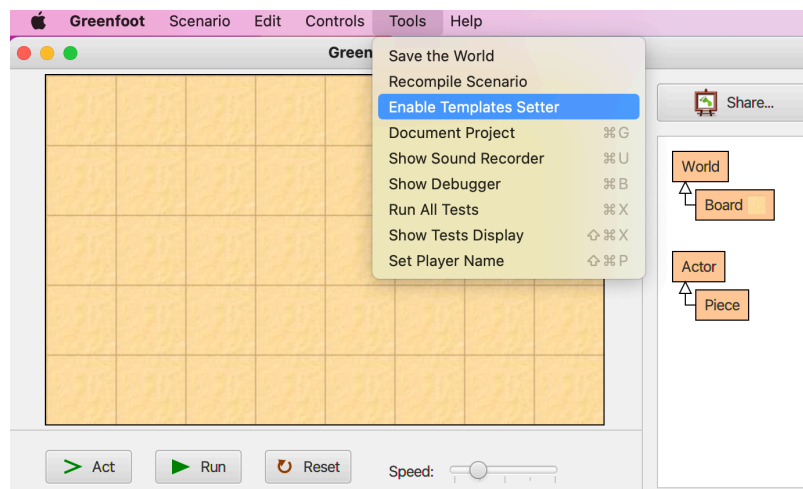 Greenfoot Scenario Edit Controls Tools Help
Green
Save the World
Recompile Scenario
Enable Templates Setter
Document Project ⌘G
Show Sound Recorder ⌘U
Show Debugger ⌘B
Run All Tests ⌘X
Show Tests Display ⇧⌘X
Set Player Name ⇧⌘P
Share...
World
Board
Actor
Piece
Act Run Reset Speed: